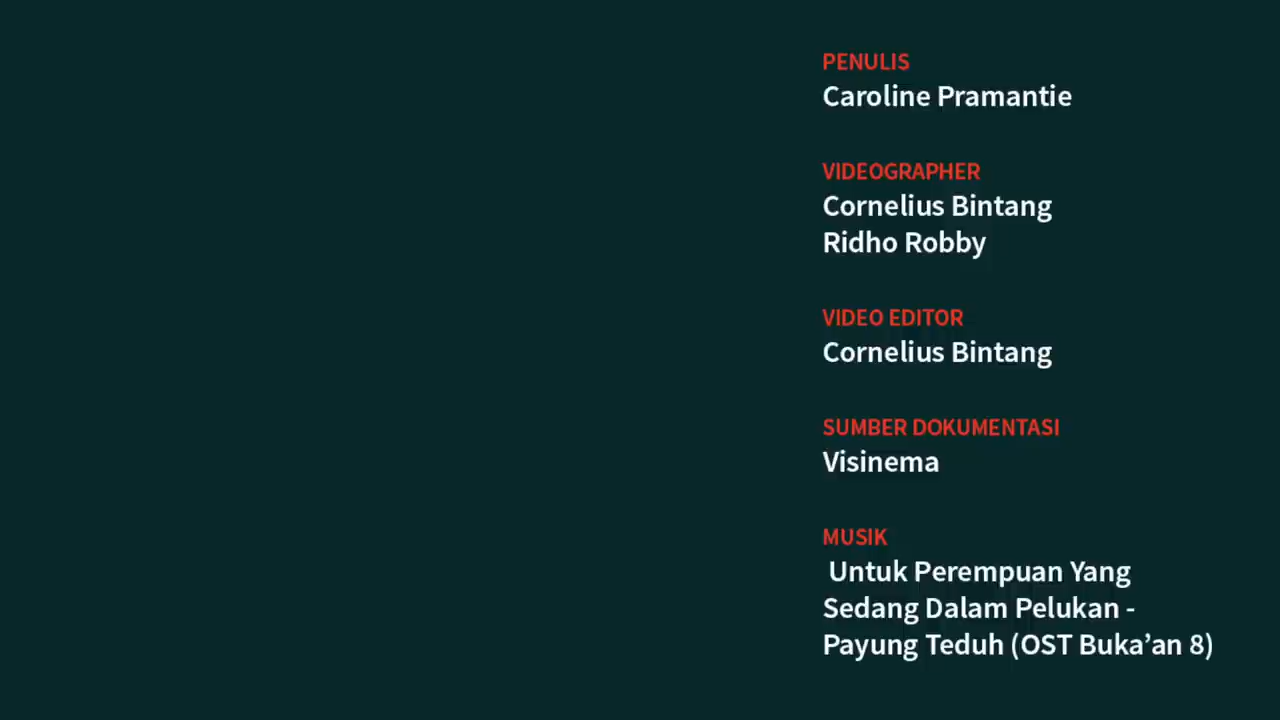 PENULIS
Caroline Pramantie
VIDEOGRAPHER
Cornelius Bintang
Ridho Robby
VIDEO EDITOR
Cornelius Bintang
SUMBER DOKUMENTASI
Visinema
MUSIK
Untuk Perempuan Yang
Sedang Dalam Pelukan -
Payung Teduh (OST Buka’an 8)